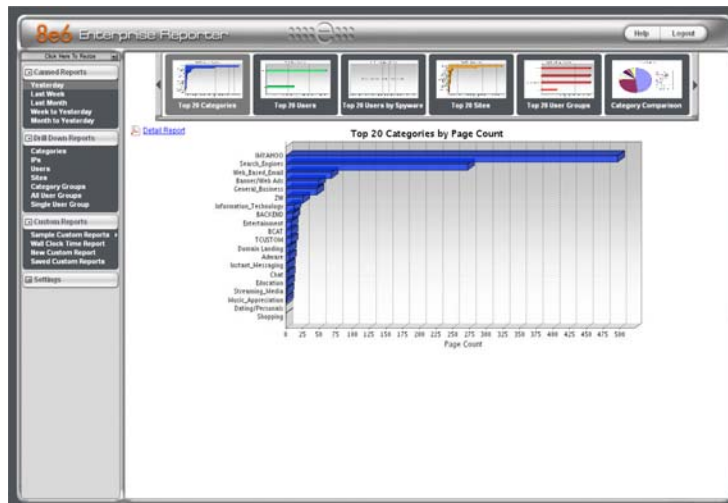 8e6 Enterprise Reporter
Help
Logout
Click Here To Resize
Canned Reports
Yesterday
Last Week
Last Month
Week to Yesterday
Month to Yesterday
Drill Down Reports
Categories
IPs
Users
Sites
Category Groups
All User Groups
Single User Group
Custom Reports
Sample Custom Reports
Wall Clock Time Report
New Custom Report
Saved Custom Reports
Settings
Top 20 Categories
Top 20 Users
Top 20 Users by Spyware
Top 20 Sites
Top 20 User Groups
Category Comparison
Detail Report
Top 20 Categories by Page Count
IMYAHOO
Search_Engines
Web_Based_Email
Banner/Web Ads
General_Business
ZW
Information_Technology
BACKEND
Entertainment
BCAT
TCUSTOM
Domain Landing
Adware
Instant_Messaging
Chat
Education
Streaming_Media
Music_Appreciation
Dating/Personals
Shopping
0 25 50 75 100 125 150 175 200 225 250 275 300 325 350 375 400 425 450 475 500
Page Count